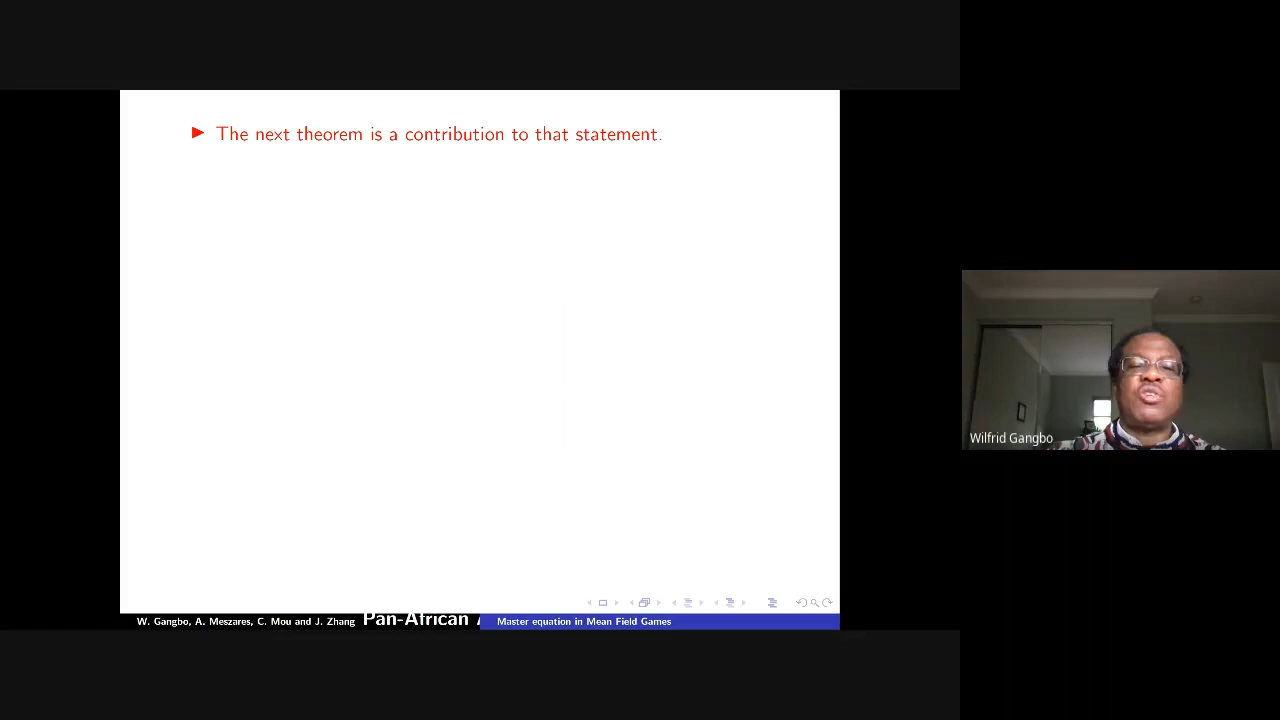 The next theorem is a contribution to that statement.
Wilfrid Gangbo
W. Gangbo, A. Meszares, C. Mou and J. Zhang
Pan-African
Master equation in Mean Field Games